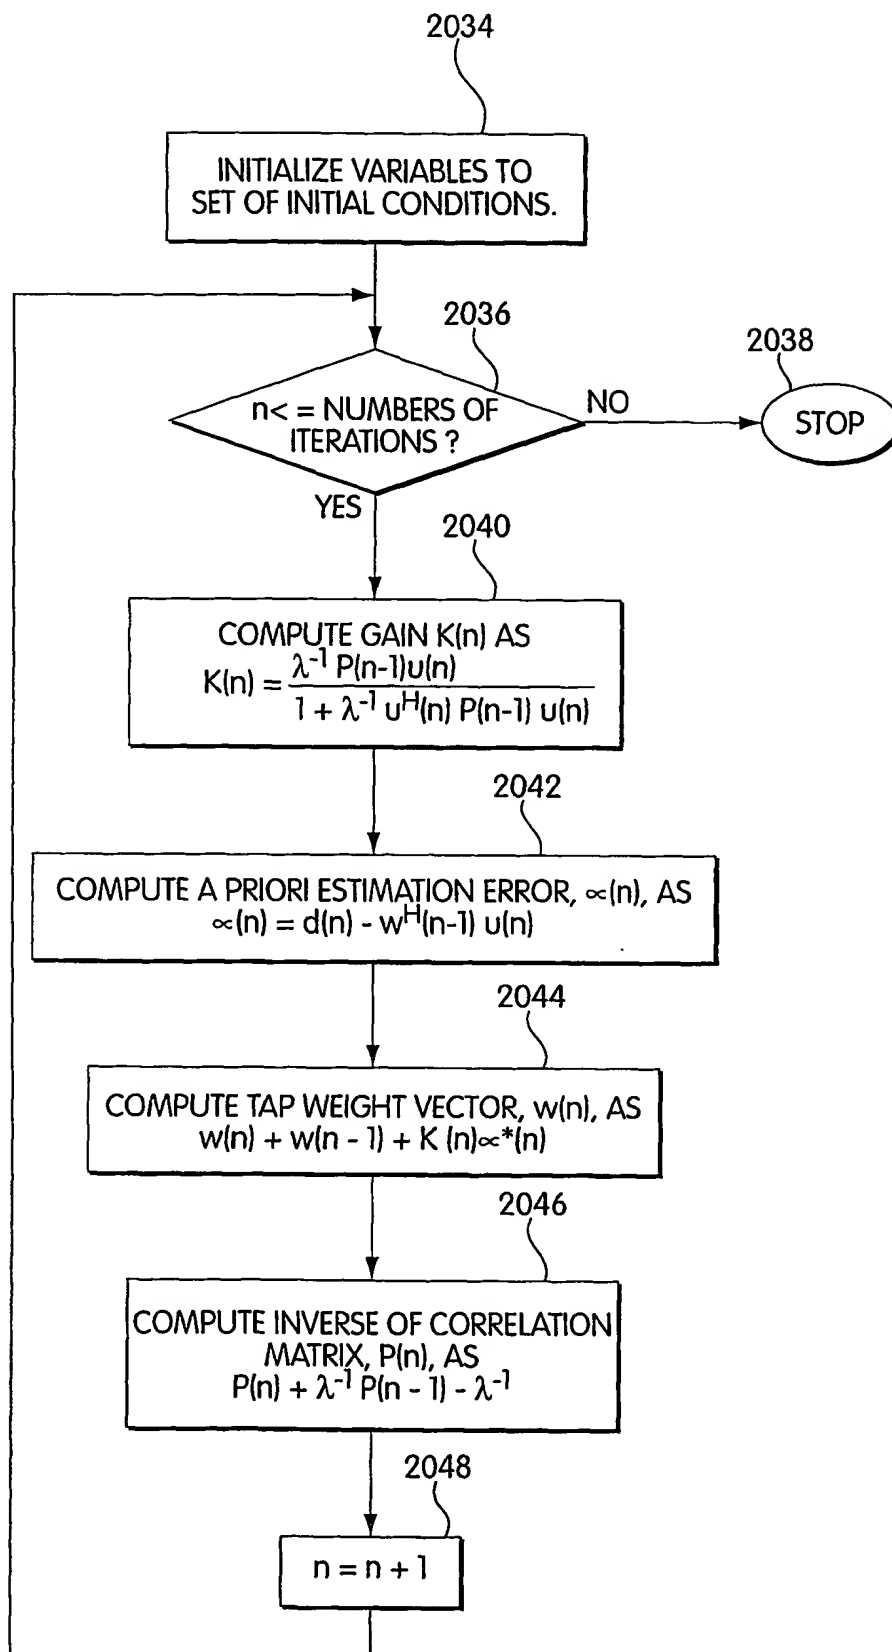 2034
INITIALIZE VARIABLES TO
SET OF INITIAL CONDITIONS.
2036
n< = NUMBERS OF
ITERATIONS ?
NO
2038
STOP
YES
2040
COMPUTE GAIN K(n) AS
K(n) = λ⁻¹ P(n-1)u(n)
1 + λ⁻¹ uᴴ(n) P(n-1) u(n)
2042
COMPUTE A PRIORI ESTIMATION ERROR, ∝(n), AS
∝(n) = d(n) - wᴴ(n-1) u(n)
2044
COMPUTE TAP WEIGHT VECTOR, w(n), AS
w(n) + w(n - 1) + K (n)∝*(n)
2046
COMPUTE INVERSE OF CORRELATION
MATRIX, P(n), AS
P(n) + λ⁻¹ P(n - 1) - λ⁻¹
2048
n = n + 1